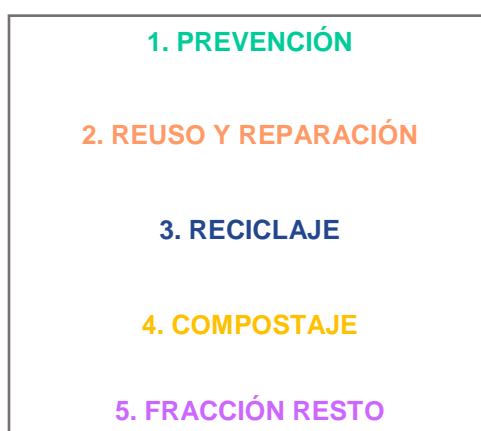 1. PREVENCIÓN
2. REUSO Y REPARACIÓN
3. RECICLAJE
4. COMPOSTAJE
5. FRACCIÓN RESTO